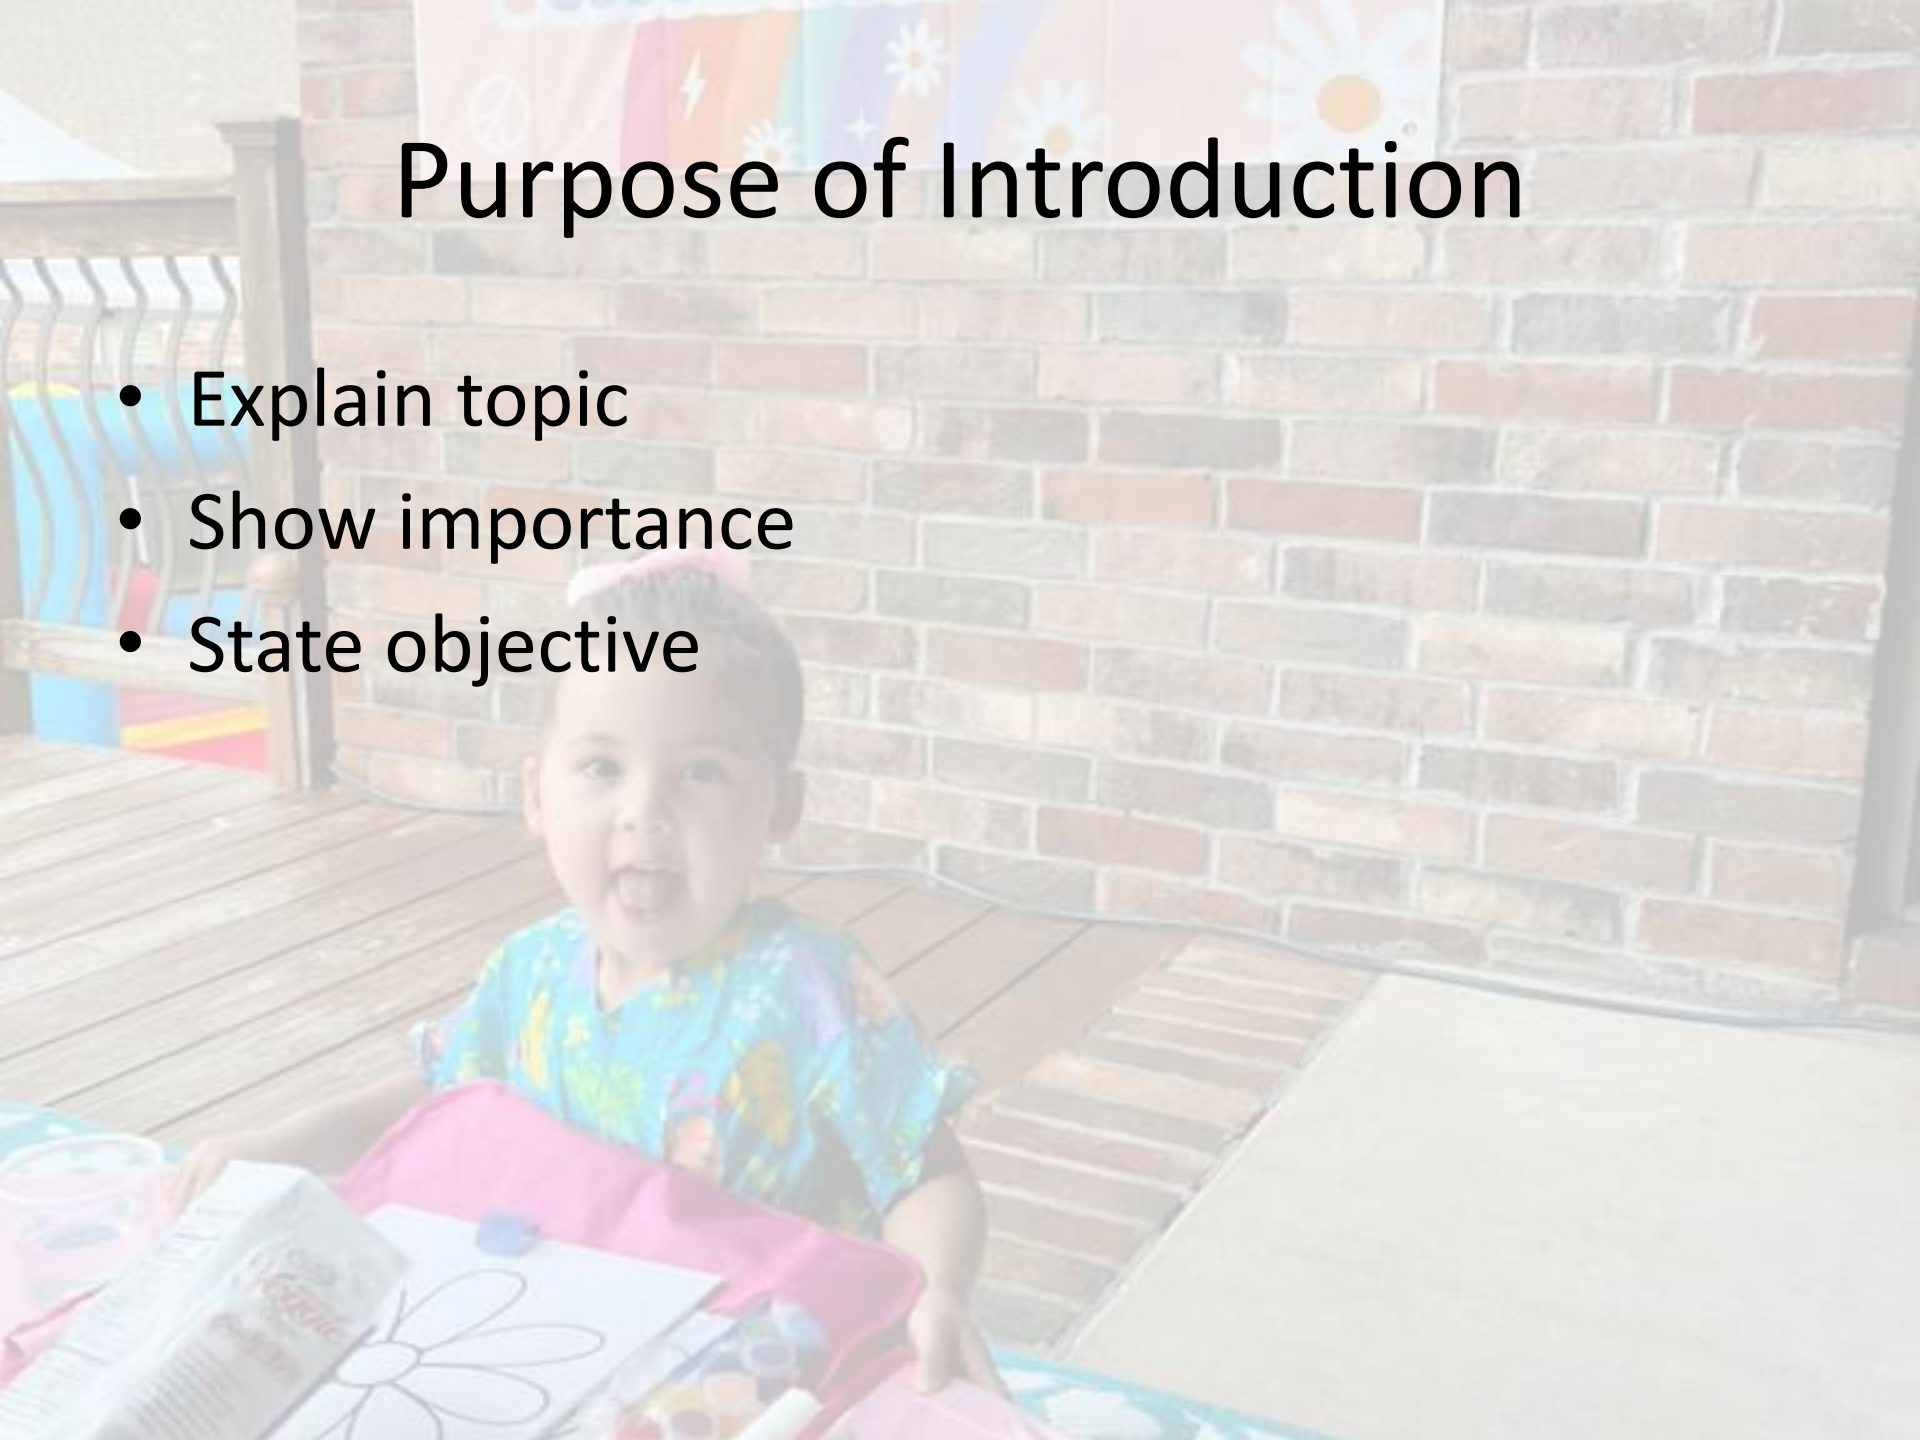 Purpose of Introduction
• Explain topic
• Show importance
• State objective